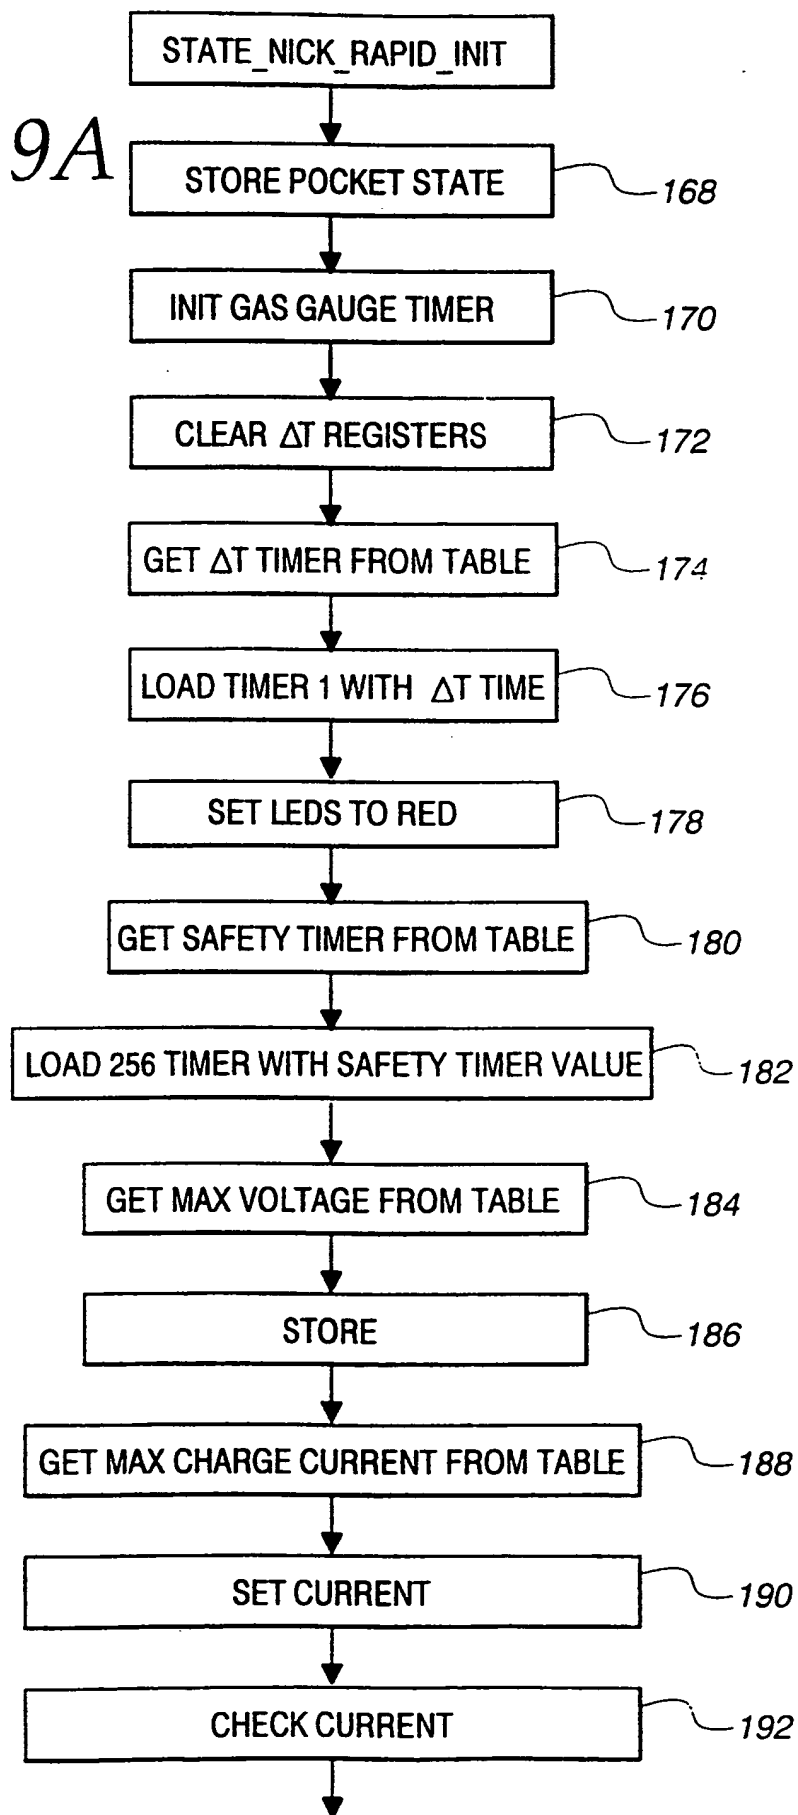 STATE_NICK_RAPID_INIT
9A
STORE POCKET STATE
168
INIT GAS GAUGE TIMER
170
CLEAR ΔT REGISTERS
172
GET ΔT TIMER FROM TABLE
174
LOAD TIMER 1 WITH ΔT TIME
176
SET LEDS TO RED
178
GET SAFETY TIMER FROM TABLE
180
LOAD 256 TIMER WITH SAFETY TIMER VALUE
182
GET MAX VOLTAGE FROM TABLE
184
STORE
186
GET MAX CHARGE CURRENT FROM TABLE
188
SET CURRENT
190
CHECK CURRENT
192